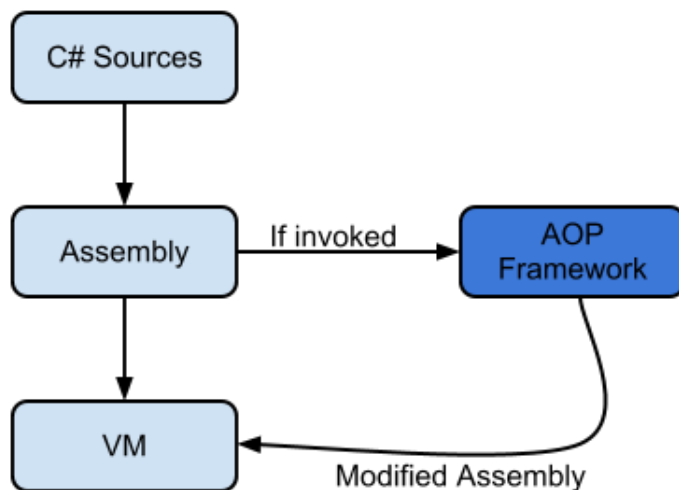 C# Sources
Assembly
If invoked
AOP
Framework
VM
Modified Assembly